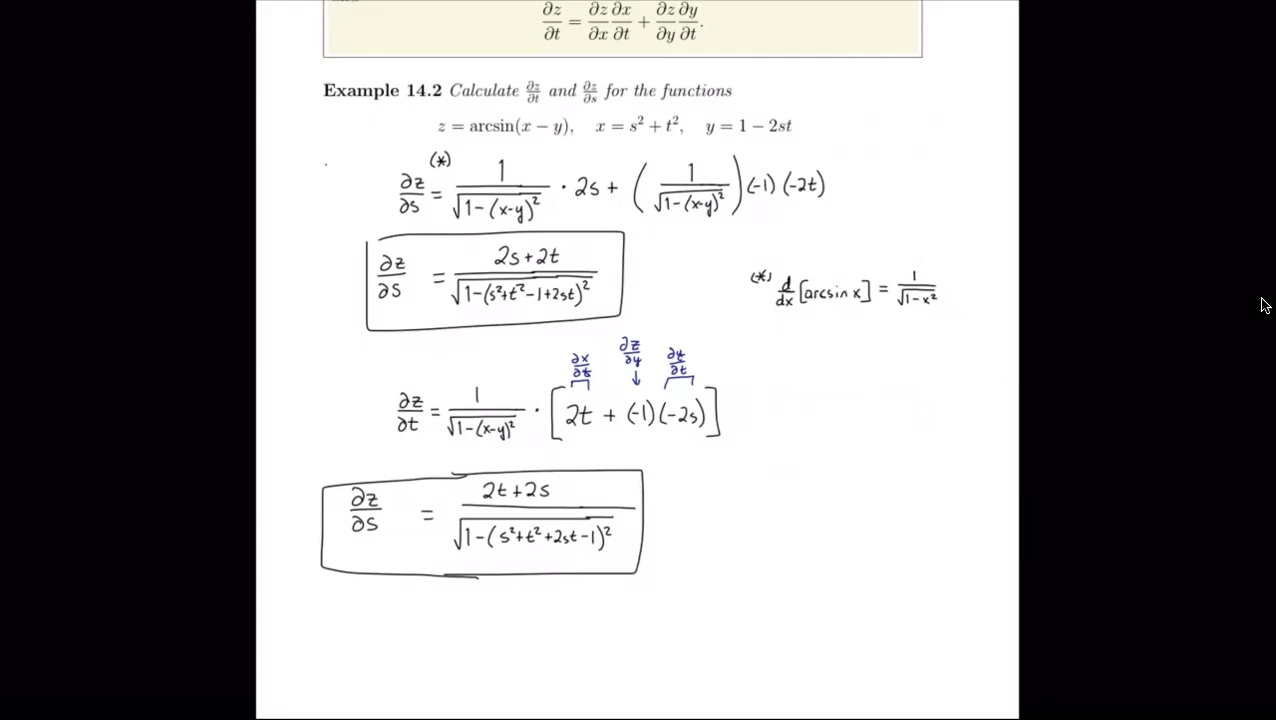 ∂z/∂t = ∂z/∂x ∂x/∂t + ∂z/∂y ∂y/∂t.
Example 14.2 Calculate ∂z/∂t and ∂z/∂s for the functions
z = arcsin(x − y), x = s² + t², y = 1 − 2st
(*)
∂z/∂s = 1/√(1-(x-y)²) · 2s + (1/√(1-(x-y)²)) (-1) (-2t)
∂z/∂s = (2s+2t)/√(1-(s²+t²-1+2st)²)
(*) d/dx [arcsin x] = 1/√(1-x²)
∂x/∂t ∂z/∂y ↓ ∂y/∂t
∂z/∂t = 1/√(1-(x-y)²) · [2t + (-1)(-2s)]
∂z/∂s = (2t+2s)/√(1-(s²+t²+2st-1)²)